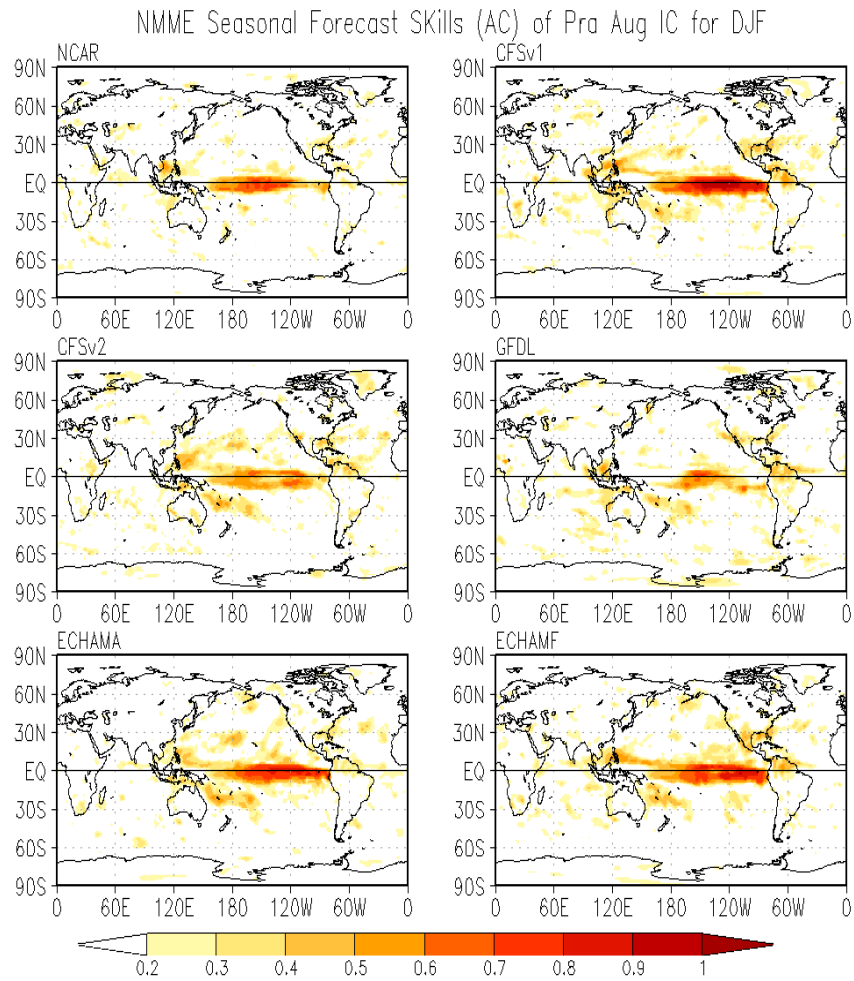 NMME Seasonal Forecast SKills (AC) of Pra Aug IC for DJF
NCAR
90N
60N
30N
EQ
30S
60S
90S
0 60E 120E 180 120W 60W 0
CFSv1
90N
60N
30N
EQ
30S
60S
90S
0 60E 120E 180 120W 60W 0
CFSv2
90N
60N
30N
EQ
30S
60S
90S
0 60E 120E 180 120W 60W 0
GFDL
90N
60N
30N
EQ
30S
60S
90S
0 60E 120E 180 120W 60W 0
ECHAMA
90N
60N
30N
EQ
30S
60S
90S
0 60E 120E 180 120W 60W 0
ECHAMF
90N
60N
30N
EQ
30S
60S
90S
0 60E 120E 180 120W 60W 0
0.2 0.3 0.4 0.5 0.6 0.7 0.8 0.9 1